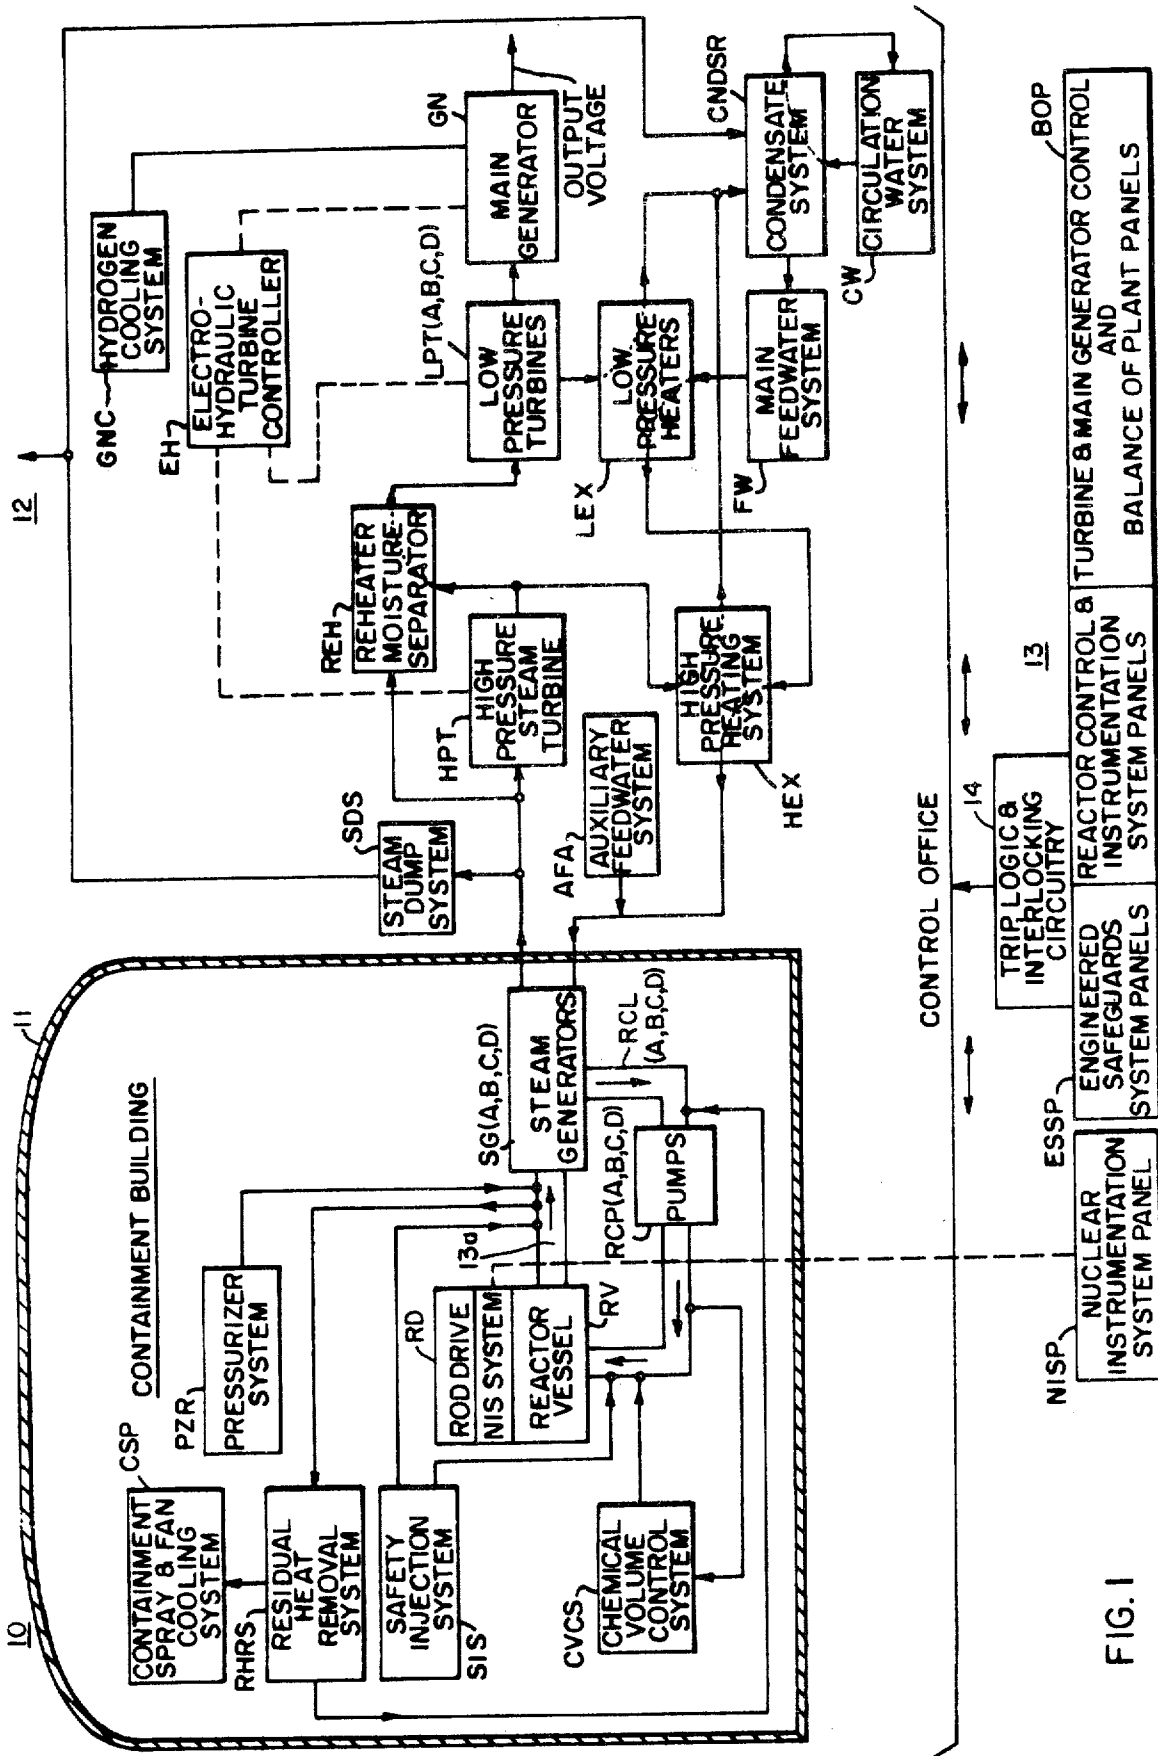 10
11
12
CONTAINMENT BUILDING
CSP
CONTAINMENT
SPRAY & FAN
COOLING
SYSTEM
PZR
PRESSURIZER
SYSTEM
RHRS
RESIDUAL
HEAT
REMOVAL
SYSTEM
SAFETY
INJECTION
SYSTEM
SIS
RD
ROD DRIVE
NIS SYSTEM
REACTOR
VESSEL
RV
13a
SG(A,B,C,D)
STEAM
GENERATORS
RCL
(A,B,C,D)
RCP(A,B,C,D)
PUMPS
CVCS
CHEMICAL
VOLUME
CONTROL
SYSTEM
SDS
STEAM
DUMP
SYSTEM
GNC
HYDROGEN
COOLING
SYSTEM
EH
ELECTRO-
HYDRAULIC
TURBINE
CONTROLLER
REH
REHEATER
MOISTURE
SEPARATOR
HPT
HIGH
PRESSURE
STEAM
TURBINE
LPT(A,B,C,D)
LOW
PRESSURE
TURBINES
GN
MAIN
GENERATOR
OUTPUT
VOLTAGE
AFA
AUXILIARY
FEEDWATER
SYSTEM
HIGH
PRESSURE
HEATING
SYSTEM
HEX
LEX
LOW
PRESSURE
HEATERS
FW
MAIN
FEEDWATER
SYSTEM
CNDSR
CONDENSATE
SYSTEM
CW
CIRCULATION
WATER
SYSTEM
CONTROL OFFICE
14
TRIP LOGIC &
INTERLOCKING
CIRCUITRY
13
NISP
NUCLEAR
INSTRUMENTATION
SYSTEM PANEL
ESSP
ENGINEERED
SAFEGUARDS
SYSTEM PANELS
REACTOR CONTROL &
INSTRUMENTATION
SYSTEM PANELS
BOP
TURBINE & MAIN GENERATOR CONTROL
AND
BALANCE OF PLANT PANELS
FIG. 1